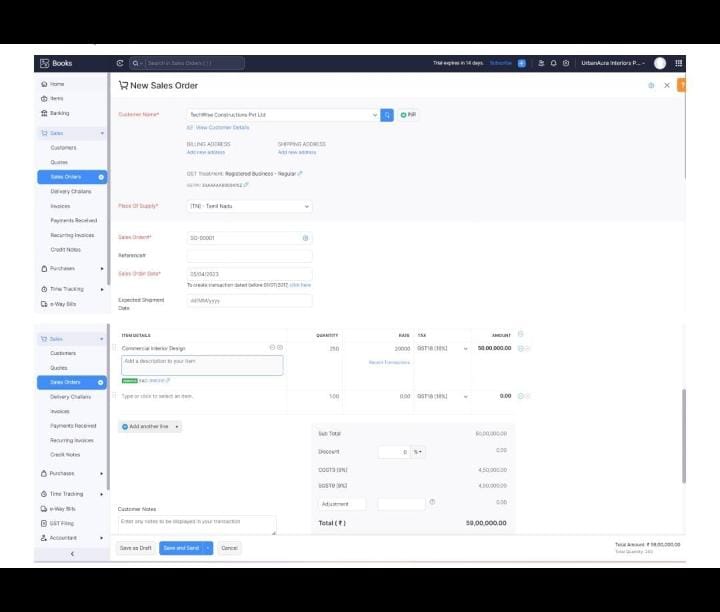 Books
Search in Sales Orders ( / )
Trial expires in 14 days.
Subscribe
UrbanAura Interiors P...
Home
Items
Banking
Sales
Customers
Quotes
Sales Orders
Delivery Challans
Invoices
Payments Received
Recurring Invoices
Credit Notes
Purchases
Time Tracking
e-Way Bills
New Sales Order
Customer Name*
TechWise Constructions Pvt Ltd
INR
View Customer Details
BILLING ADDRESS
Add new address
SHIPPING ADDRESS
Add new address
GST Treatment: Registered Business - Regular
GSTIN:
Place Of Supply*
[TN] - Tamil Nadu
Sales Order#*
SO-00001
Reference#
Sales Order Date*
05/04/2023
To create transaction dated before 01/07/2017, click here
Expected Shipment
Date
dd/MM/yyyy
Sales
Customers
Quotes
Sales Orders
Delivery Challans
Invoices
Payments Received
Recurring Invoices
Credit Notes
Purchases
Time Tracking
e-Way Bills
GST Filing
Accountant
ITEM DETAILS
QUANTITY
RATE
TAX
AMOUNT
Commercial Interior Design
250
20000
GST18 [18%]
50,00,000.00
Add a description to your item
Recent Transactions
SAC:
Type or click to select an item.
1.00
0.00
GST18 [18%]
0.00
Add another line
Sub Total
50,00,000.00
Discount
0
%
0.00
CGST9 [9%]
4,50,000.00
SGST9 [9%]
4,50,000.00
Adjustment
0.00
Total ( ₹ )
59,00,000.00
Customer Notes
Enter any notes to be displayed in your transaction
Save as Draft
Save and Send
Cancel
Total Amount: ₹ 59,00,000.00
Total Quantity: 250